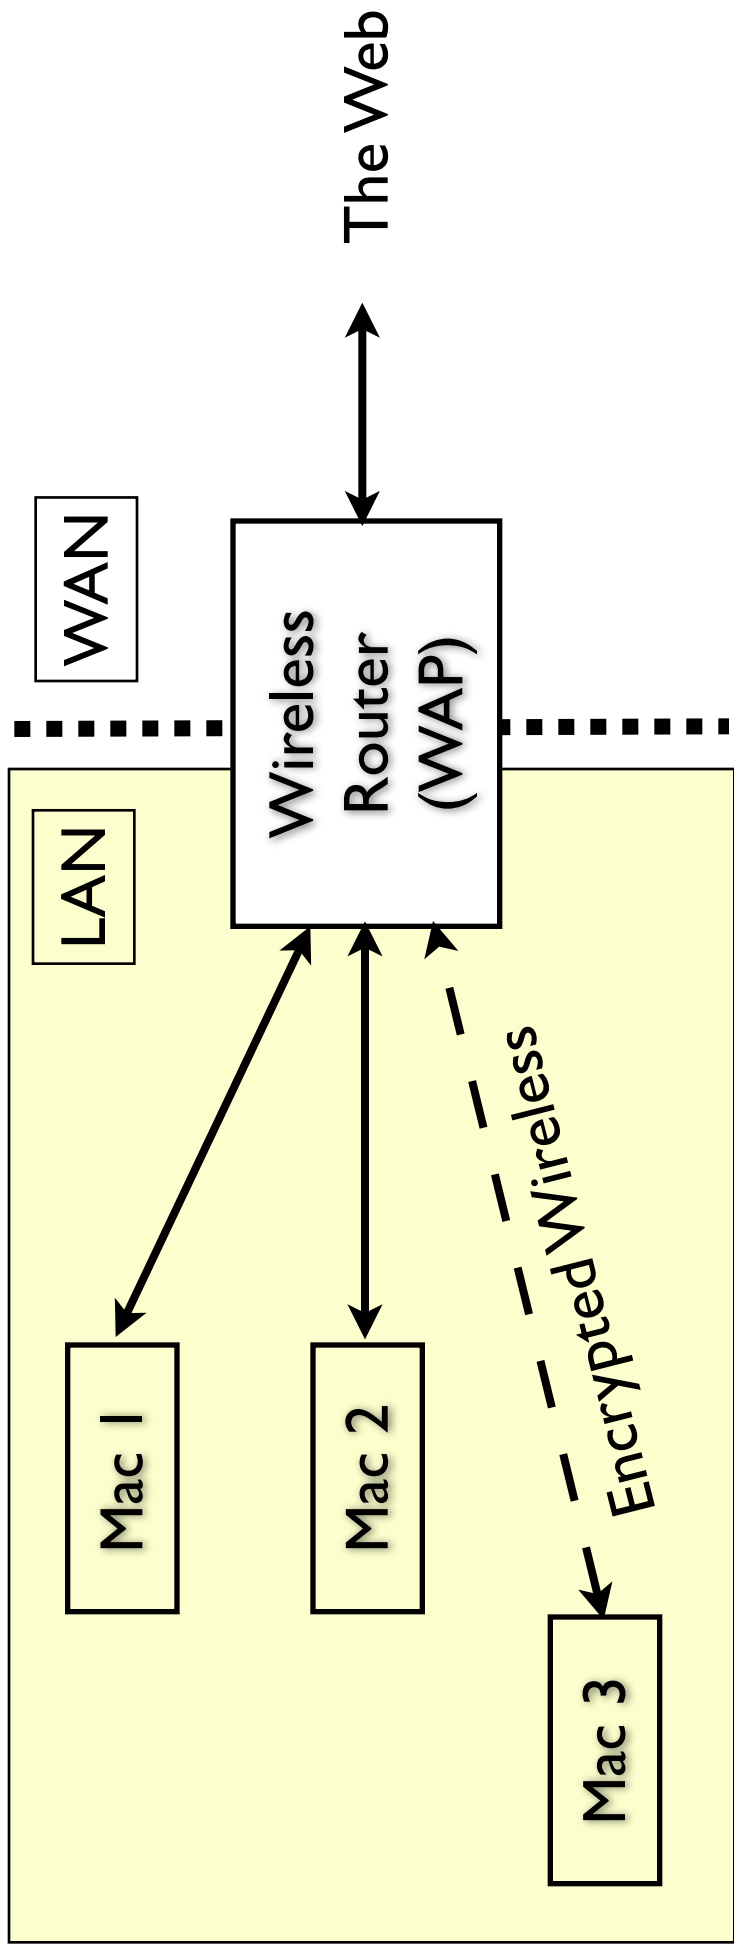 LAN
WAN
Mac 1
Mac 2
Mac 3
Encrypted Wireless
Wireless
Router
(WAP)
The Web